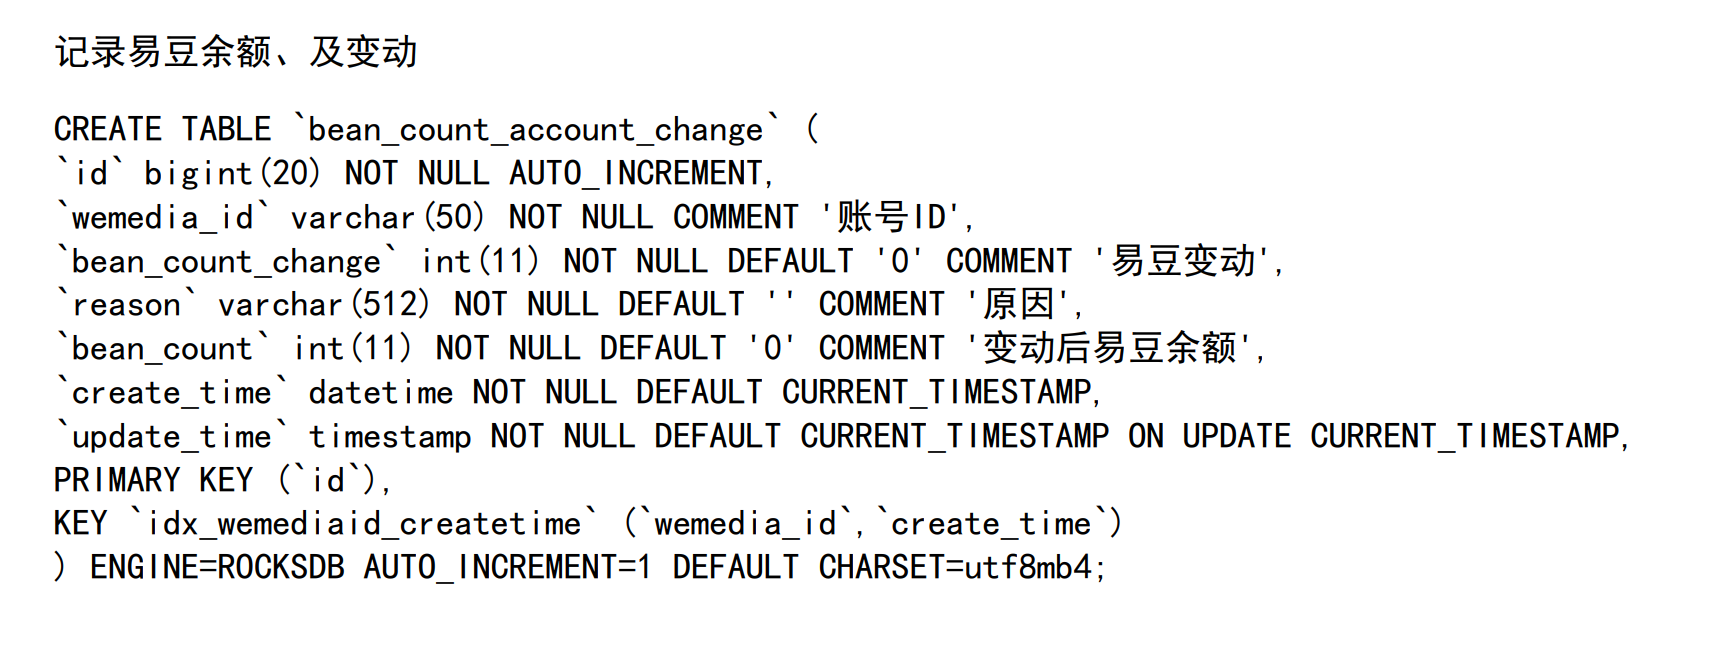 记录易豆余额、及变动
CREATE TABLE `bean_count_account_change` (
`id` bigint(20) NOT NULL AUTO_INCREMENT,
`wemedia_id` varchar(50) NOT NULL COMMENT '账号ID',
`bean_count_change` int(11) NOT NULL DEFAULT '0' COMMENT '易豆变动',
`reason` varchar(512) NOT NULL DEFAULT '' COMMENT '原因',
`bean_count` int(11) NOT NULL DEFAULT '0' COMMENT '变动后易豆余额',
`create_time` datetime NOT NULL DEFAULT CURRENT_TIMESTAMP,
`update_time` timestamp NOT NULL DEFAULT CURRENT_TIMESTAMP ON UPDATE CURRENT_TIMESTAMP,
PRIMARY KEY (`id`),
KEY `idx_wemediaid_createtime` (`wemedia_id`,`create_time`)
) ENGINE=ROCKSDB AUTO_INCREMENT=1 DEFAULT CHARSET=utf8mb4;